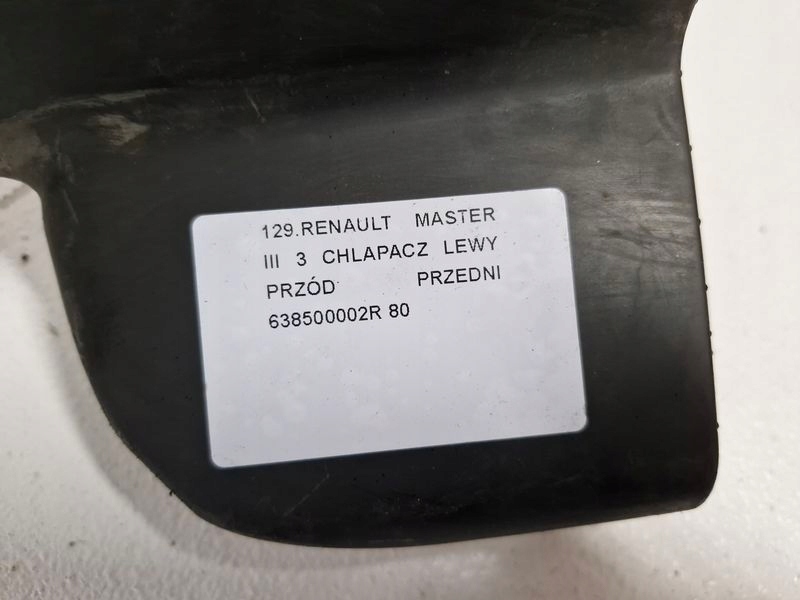 129.RENAULT MASTER
III 3 CHLAPACZ LEWY
PRZÓD PRZEDNI
638500002R 80